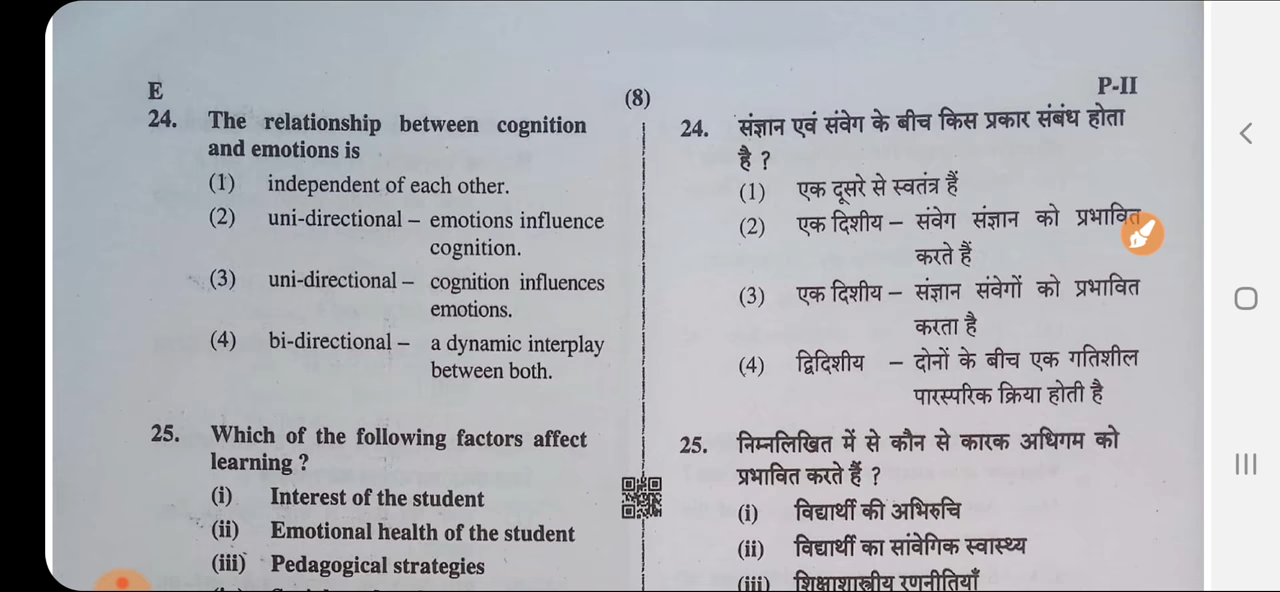 E
(8)
P-II
24. The relationship between cognition
and emotions is
(1) independent of each other.
(2) uni-directional – emotions influence
cognition.
(3) uni-directional – cognition influences
emotions.
(4) bi-directional – a dynamic interplay
between both.
25. Which of the following factors affect
learning ?
(i) Interest of the student
(ii) Emotional health of the student
(iii) Pedagogical strategies
24. संज्ञान एवं संवेग के बीच किस प्रकार संबंध होता
है ?
(1) एक दूसरे से स्वतंत्र हैं
(2) एक दिशीय – संवेग संज्ञान को प्रभावित
करते हैं
(3) एक दिशीय – संज्ञान संवेगों को प्रभावित
करता है
(4) द्विदिशीय – दोनों के बीच एक गतिशील
पारस्परिक क्रिया होती है
25. निम्नलिखित में से कौन से कारक अधिगम को
प्रभावित करते हैं ?
(i) विद्यार्थी की अभिरुचि
(ii) विद्यार्थी का सांवेगिक स्वास्थ्य
(iii) शिक्षाशास्त्रीय रणनीतियाँ